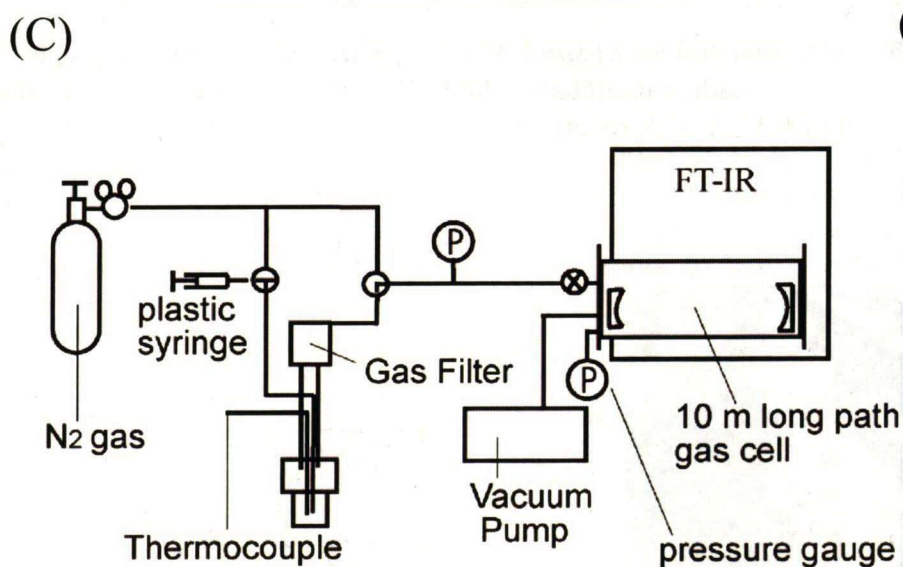 (C)
FT-IR
P
plastic
syringe
Gas Filter
P
N2 gas
10 m long path
gas cell
Vacuum
Pump
Thermocouple
pressure gauge